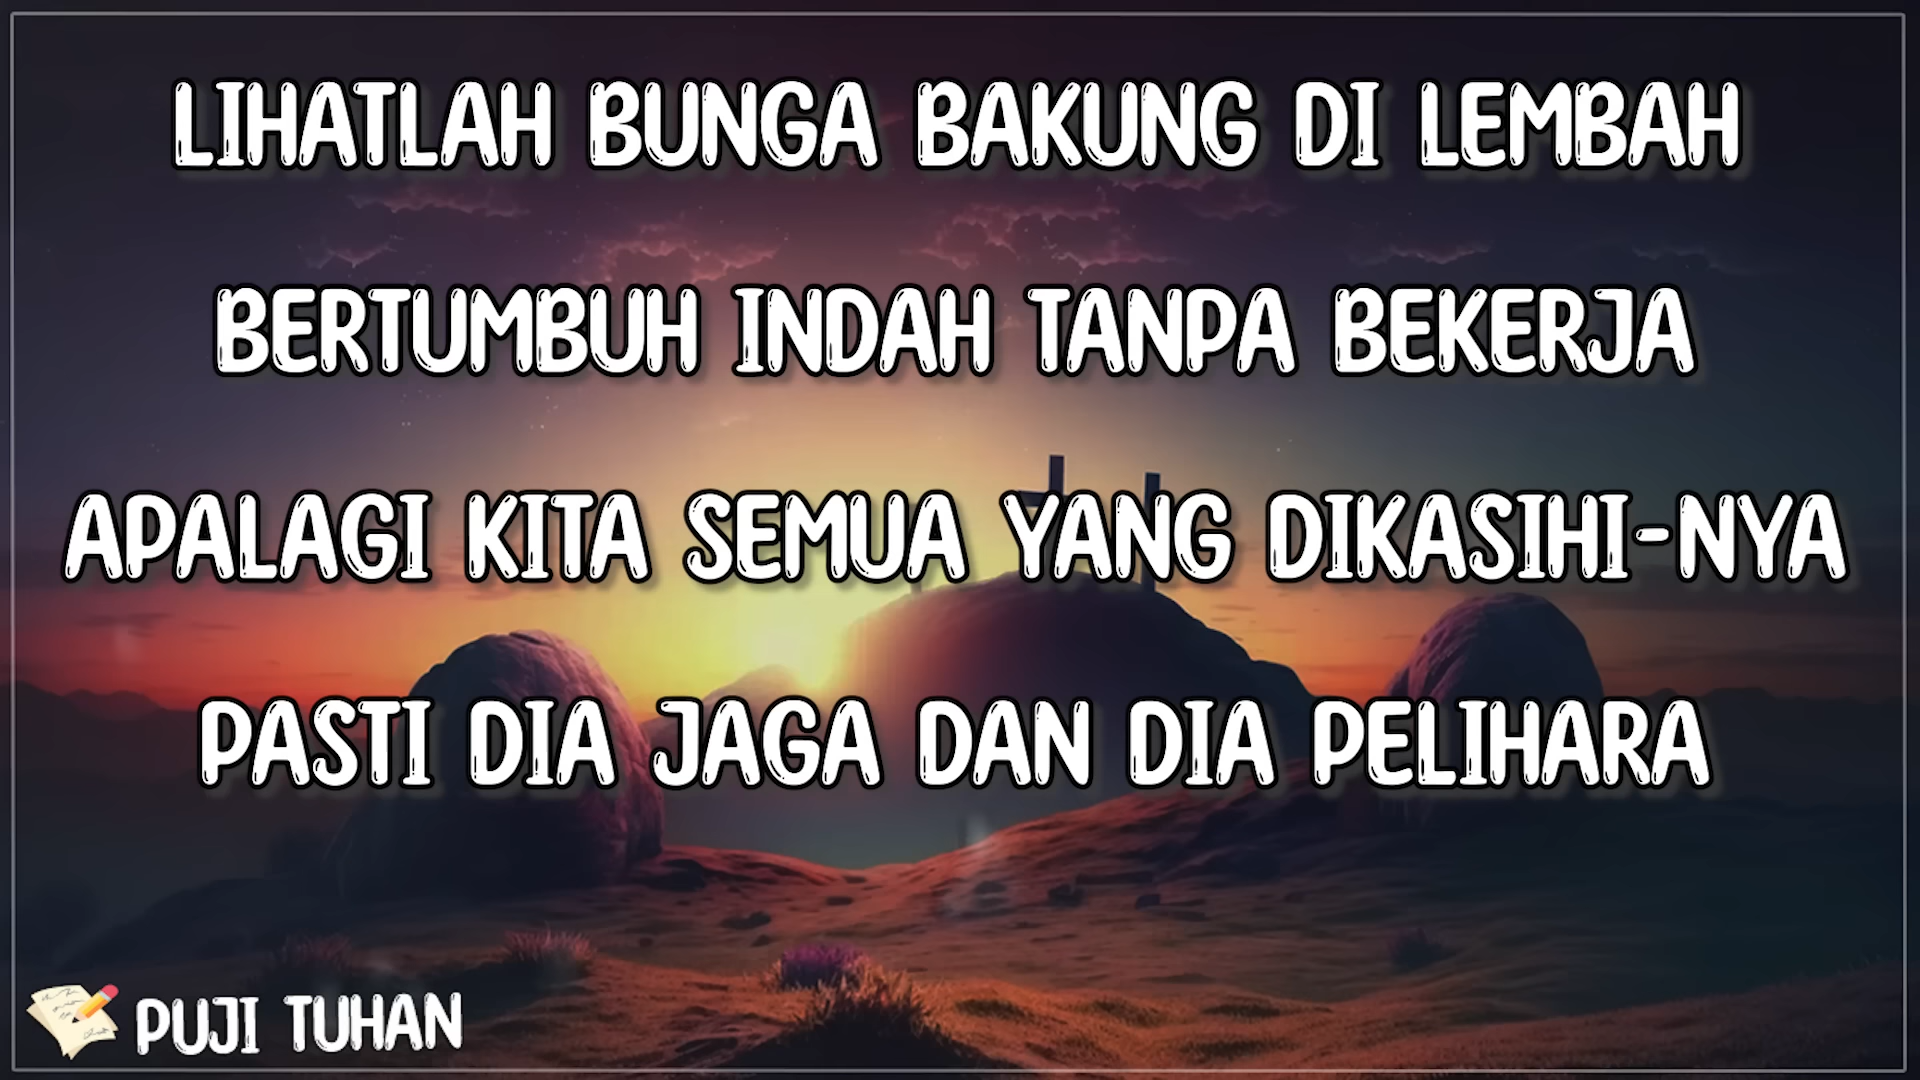 LIHATLAH BUNGA BAKUNG DI LEMBAH
BERTUMBUH INDAH TANPA BEKERJA
APALAGI KITA SEMUA YANG DIKASIHI-NYA
PASTI DIA JAGA DAN DIA PELIHARA
PUJI TUHAN